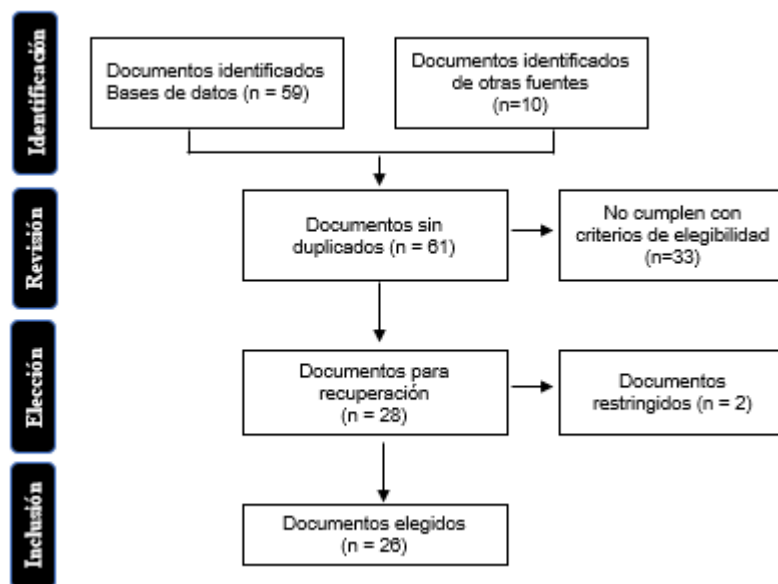 Identificación
Documentos identificados
Bases de datos (n = 59)
Documentos identificados
de otras fuentes
(n=10)
Revisión
Documentos sin
duplicados (n = 61)
No cumplen con
criterios de elegibilidad
(n=33)
Elección
Documentos para
recuperación
(n = 28)
Documentos
restringidos (n = 2)
Inclusión
Documentos elegidos
(n = 26)